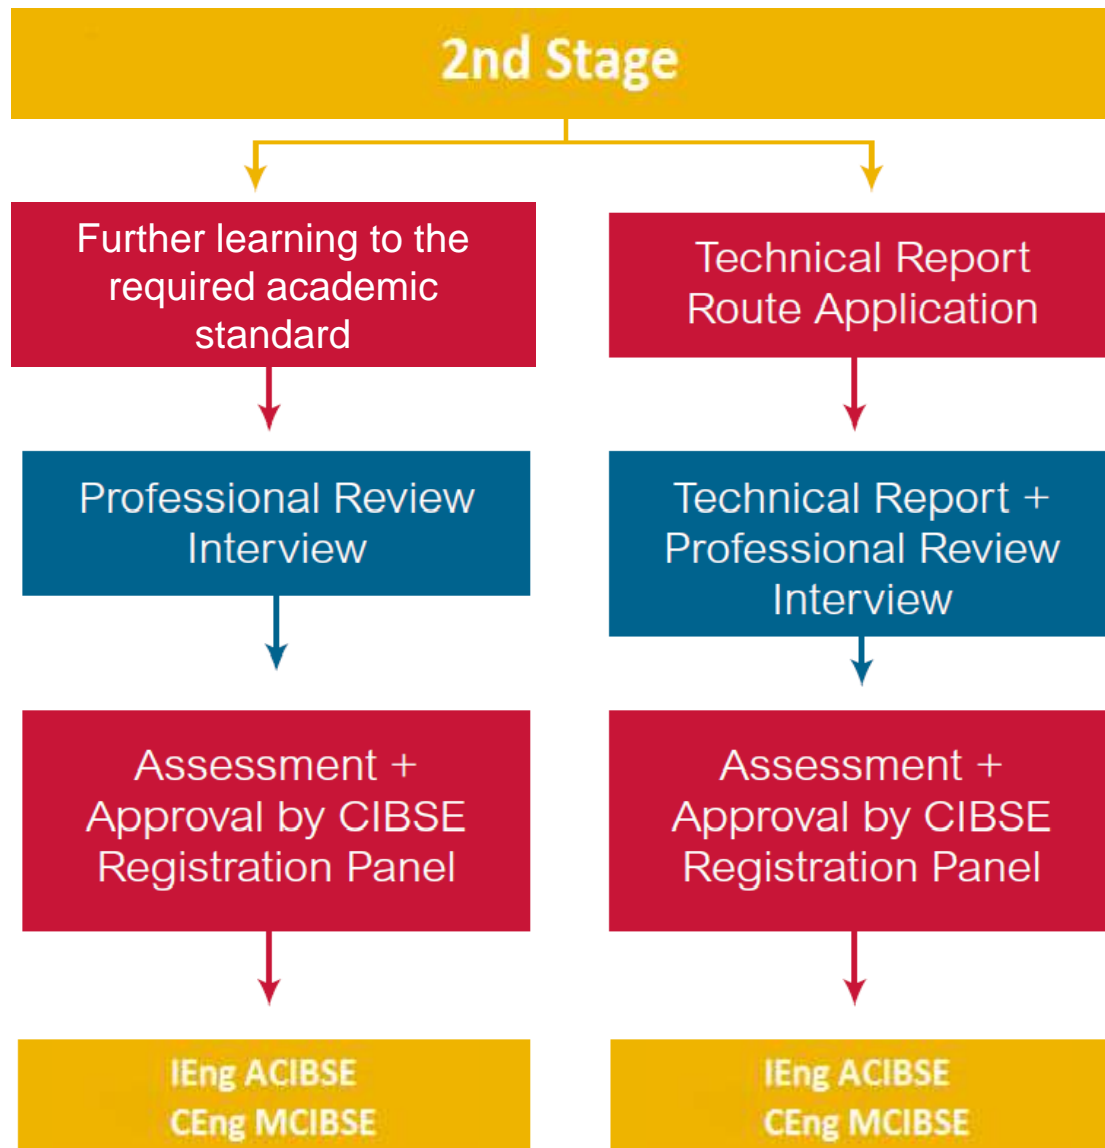 2nd Stage
Further learning to the
required academic
standard
Technical Report
Route Application
Professional Review
Interview
Technical Report +
Professional Review
Interview
Assessment +
Approval by CIBSE
Registration Panel
Assessment +
Approval by CIBSE
Registration Panel
IEng ACIBSE
CEng MCIBSE
IEng ACIBSE
CEng MCIBSE